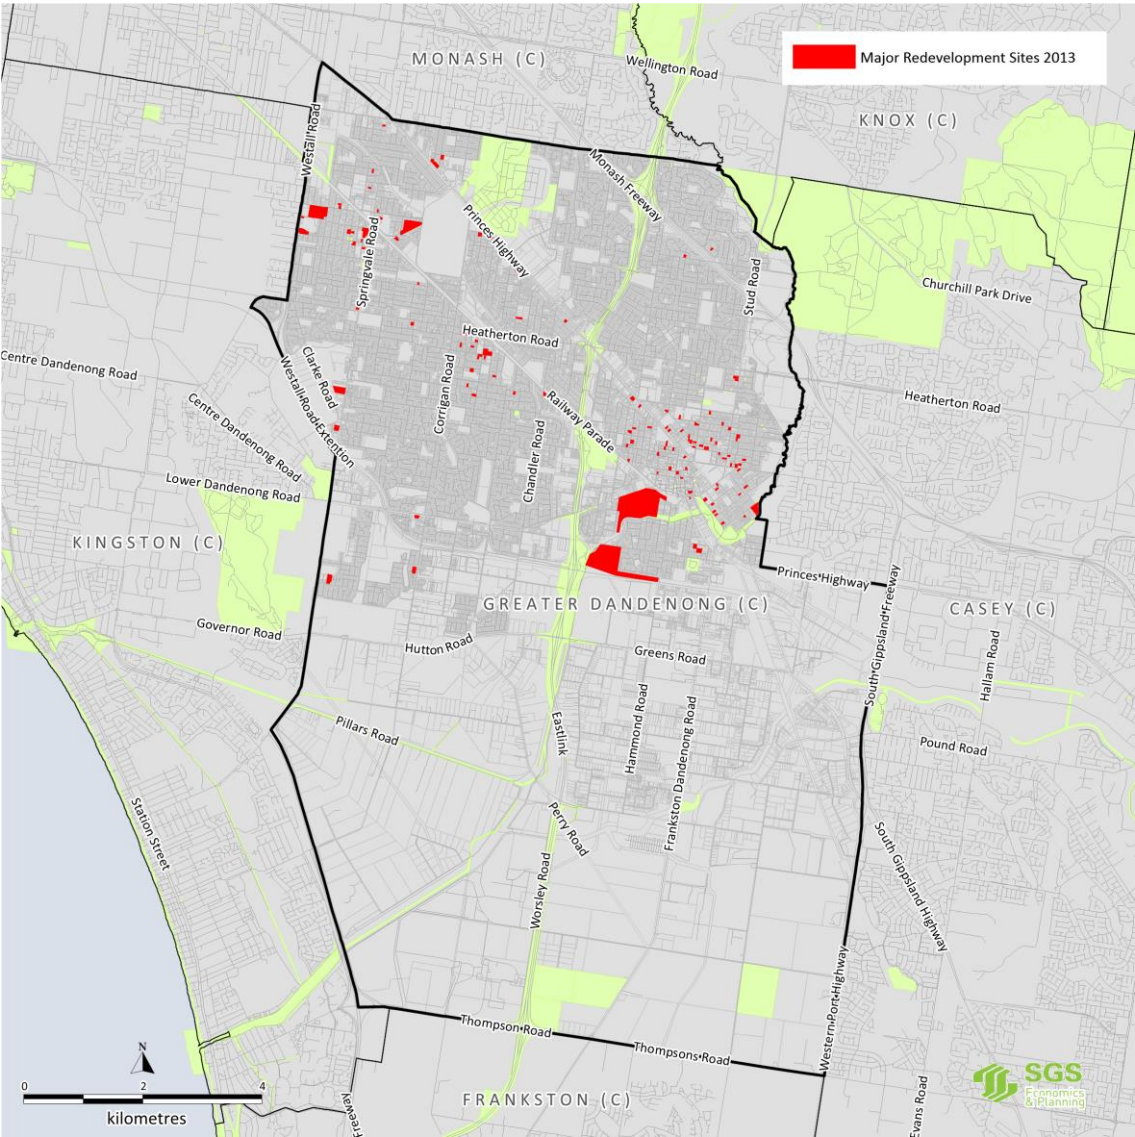 MONASH (C)
Wellington Road
Major Redevelopment Sites 2013
KNOX (C)
Westall Road
Monash Freeway
Princes Highway
Springvale Road
Stud Road
Churchill Park Drive
Heatherton Road
Centre Dandenong Road
Clarke Road
Westall Road Extention
Corrigan Road
Railway Parade
Heatherton Road
Centre Dandenong Road
Chandler Road
Lower Dandenong Road
KINGSTON (C)
Princes Highway
GREATER DANDENONG (C)
CASEY (C)
South Gippsland Freeway
Governor Road
Hutton Road
Greens Road
Hallam Road
Pillars Road
Eastlink
Hammond Road
Frankston Dandenong Road
Pound Road
Station Street
Perry Road
South Gippsland Highway
Worsley Road
Western Port Highway
Thompson Road
Thompsons Road
N
0 2 4
kilometres
Freeway
FRANKSTON (C)
Evans Road
SGS
Economics
& Planning